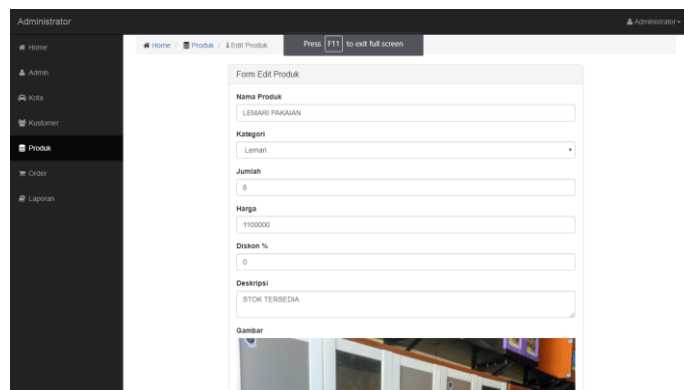 Administrator
Administrator
Home
Admin
Kota
Kustomer
Produk
Order
Laporan
Home / Produk / Edit Produk
Press F11 to exit full screen
Form Edit Produk
Nama Produk
LEMARI PAKAIAN
Kategori
Lemari
Jumlah
8
Harga
1100000
Diskon %
0
Deskripsi
STOK TERSEDIA
Gambar